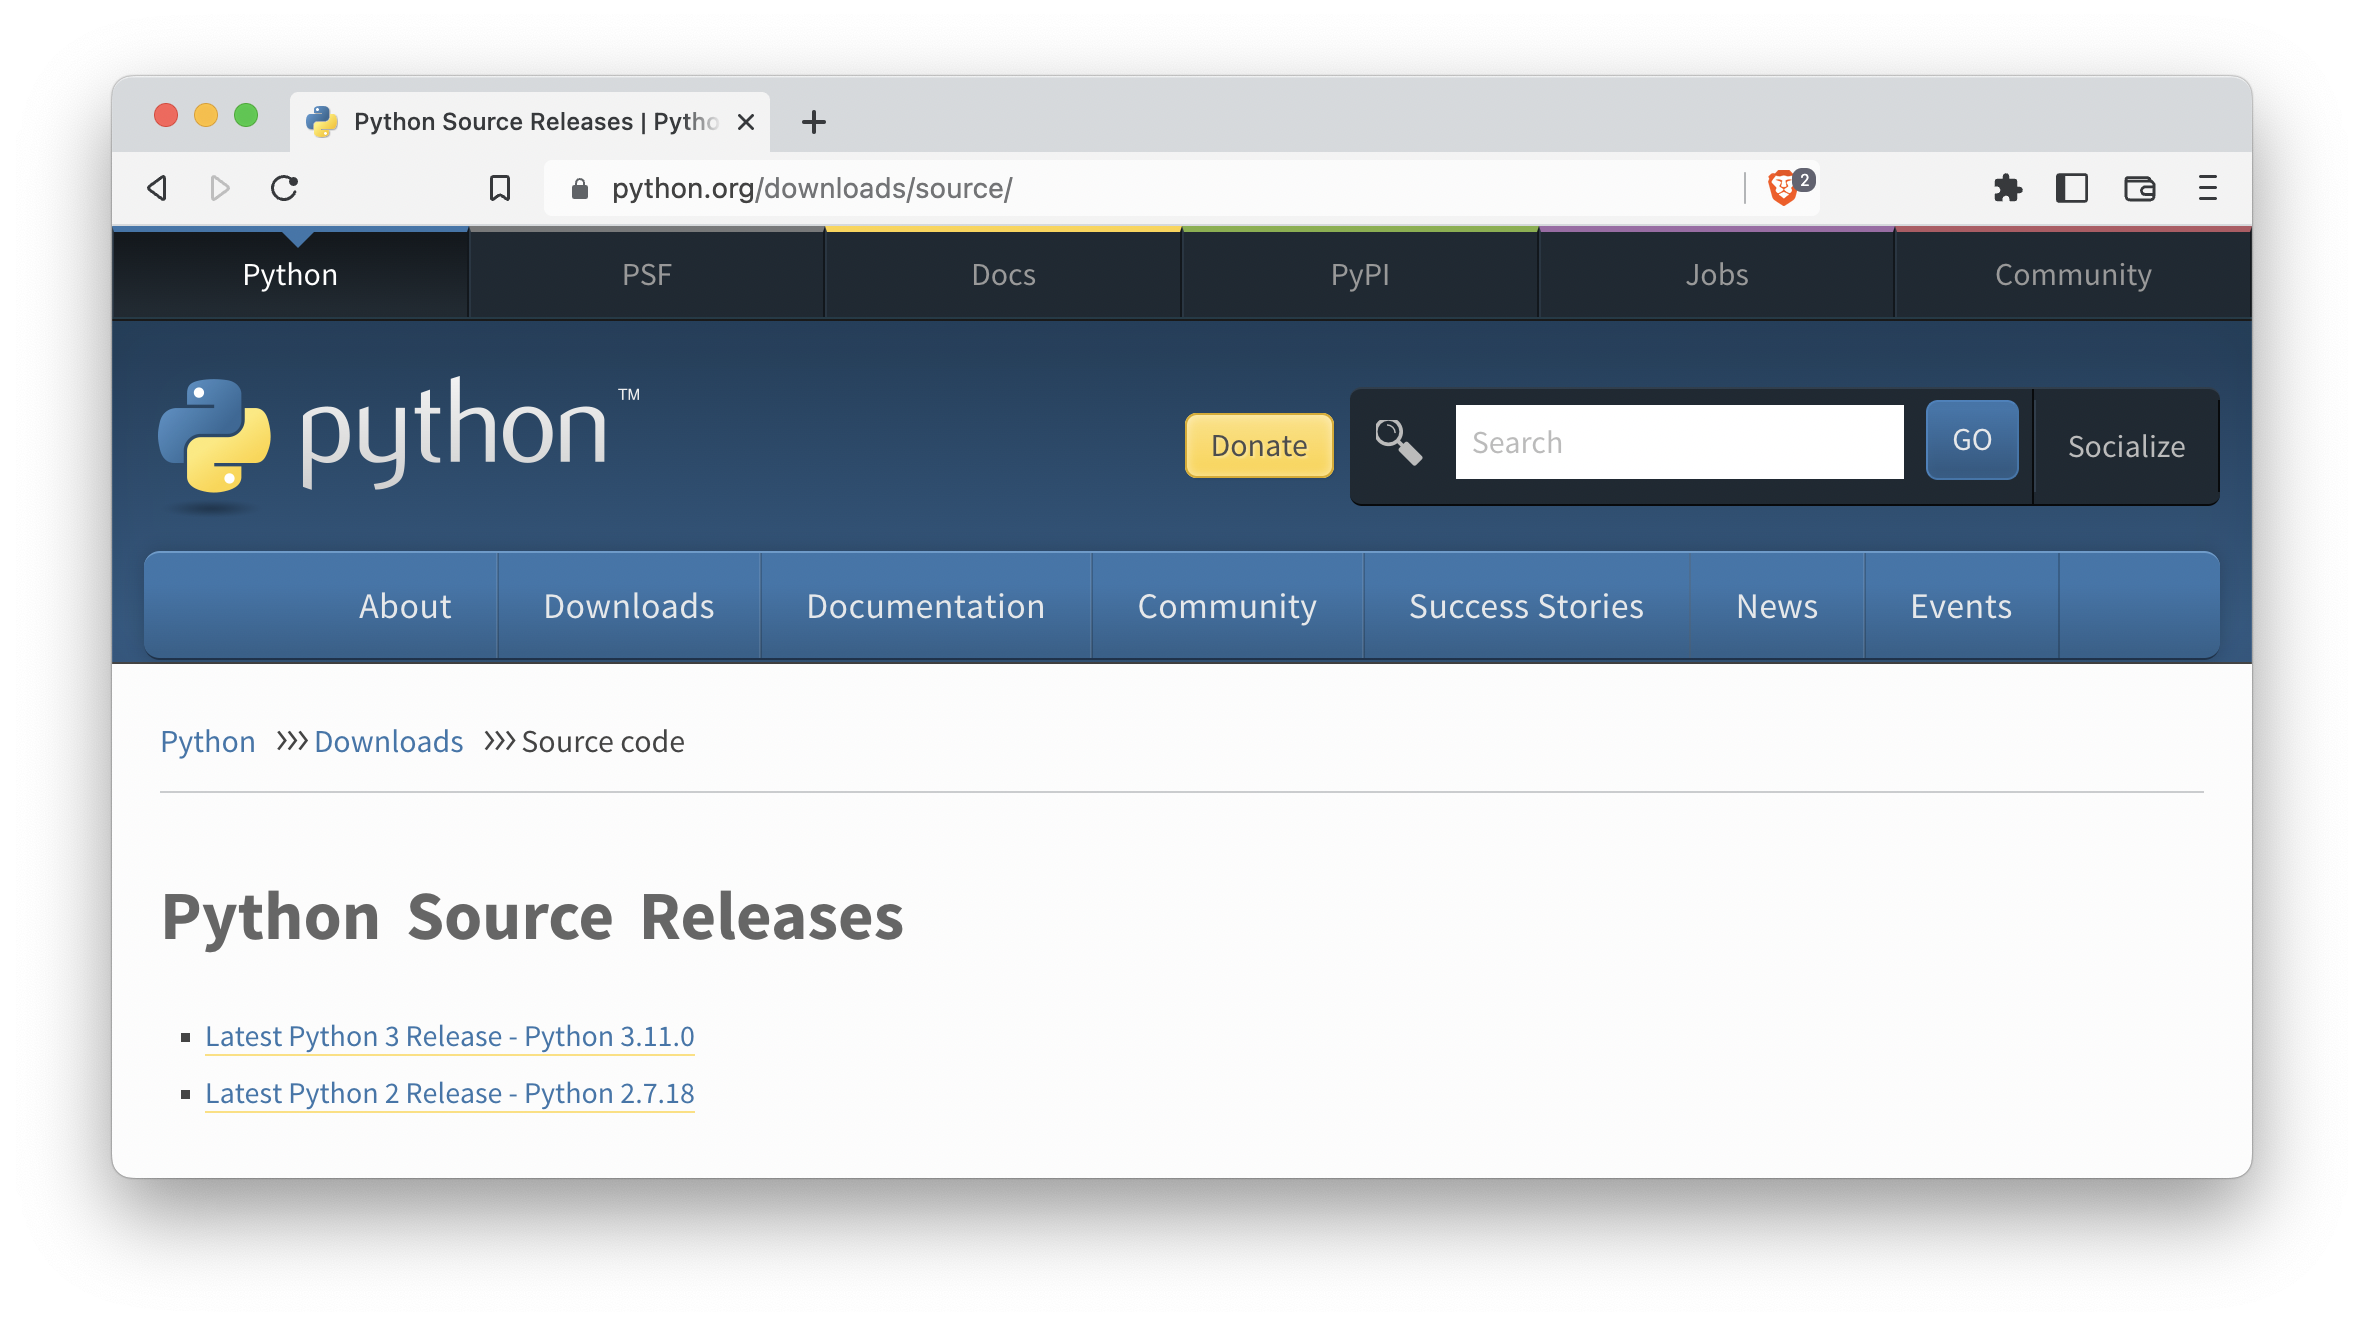 Python Source Releases | Pytho
python.org/downloads/source/
2
Python PSF Docs PyPI Jobs Community
python TM
Donate Search GO Socialize
About Downloads Documentation Community Success Stories News Events
Python >>> Downloads >>> Source code
Python Source Releases
Latest Python 3 Release - Python 3.11.0
Latest Python 2 Release - Python 2.7.18